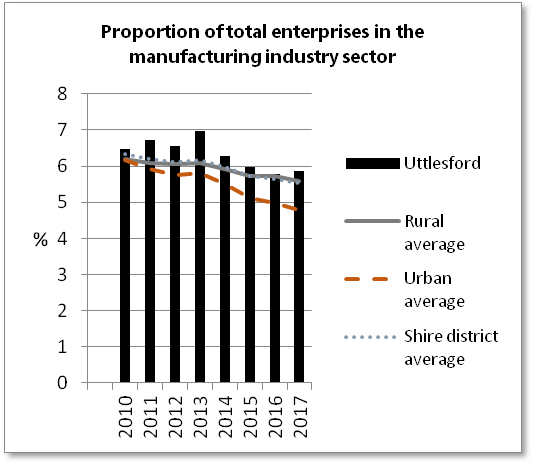 Proportion of total enterprises in the
manufacturing industry sector
8
7
6
5
4
3
2
1
0
%
2010
2011
2012
2013
2014
2015
2016
2017
Uttlesford
Rural
average
Urban
average
Shire district
average